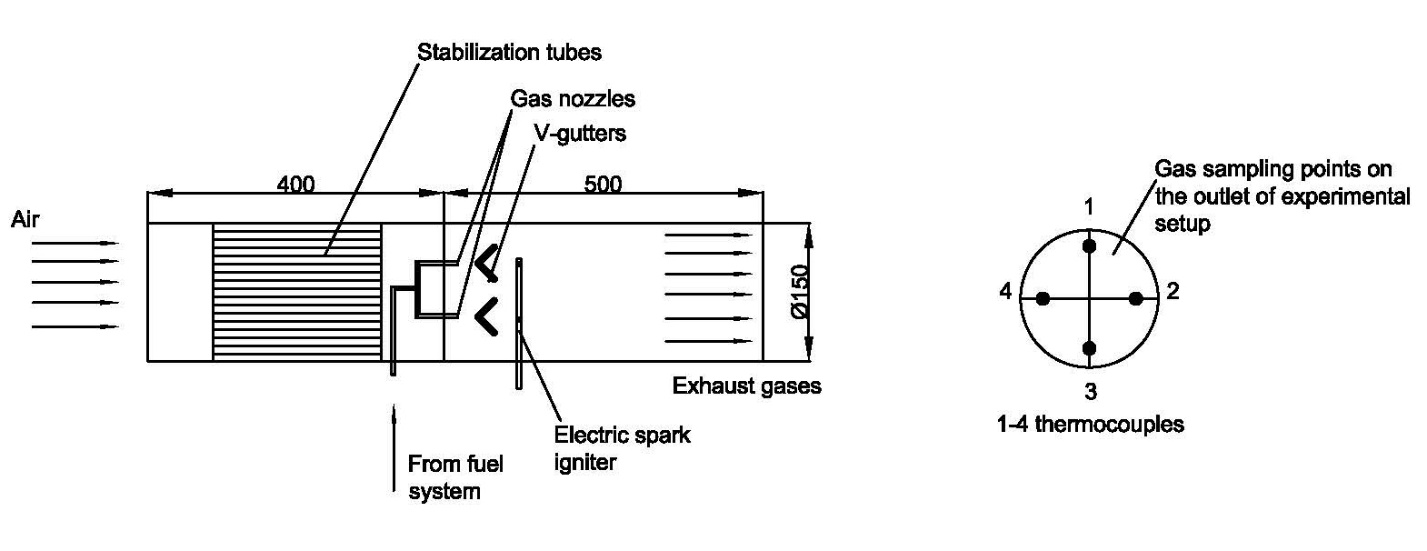 Stabilization tubes
Gas nozzles
V-gutters
400
500
Air
Ø150
Exhaust gases
Electric spark
igniter
From fuel
system
Gas sampling points on
the outlet of experimental
setup
1
4
2
3
1-4 thermocouples